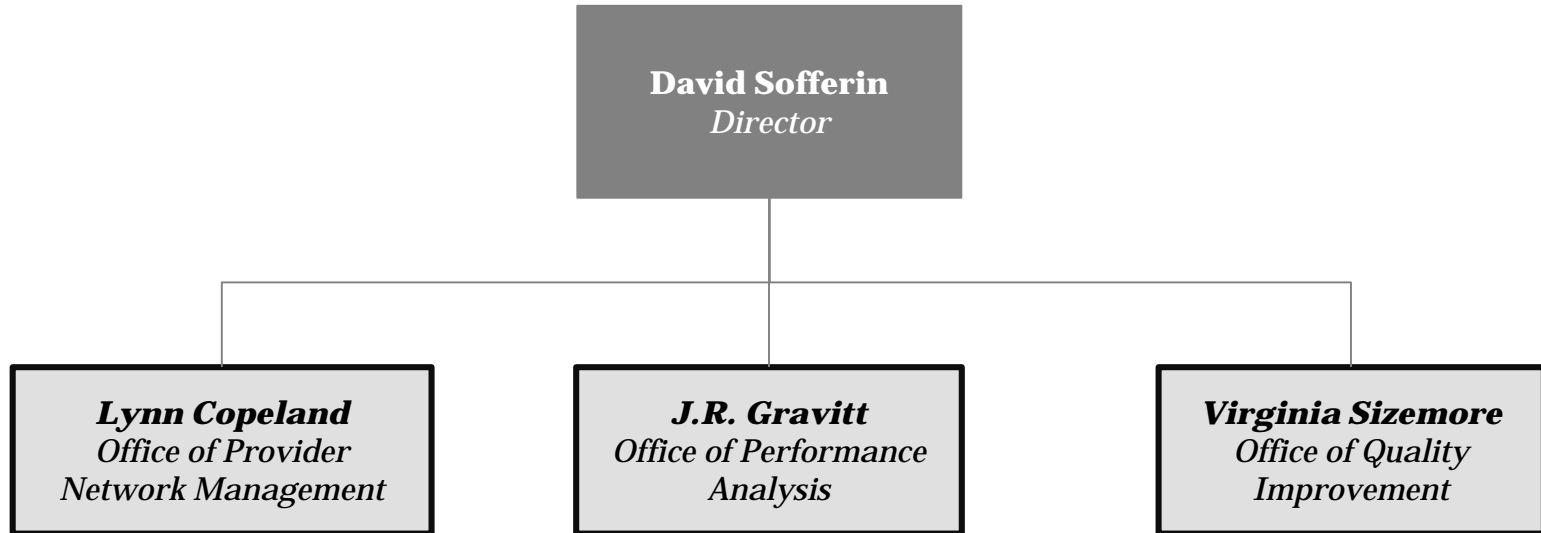 David Sofferin
Director
Lynn Copeland
Office of Provider
Network Management
J.R. Gravitt
Office of Performance
Analysis
Virginia Sizemore
Office of Quality
Improvement